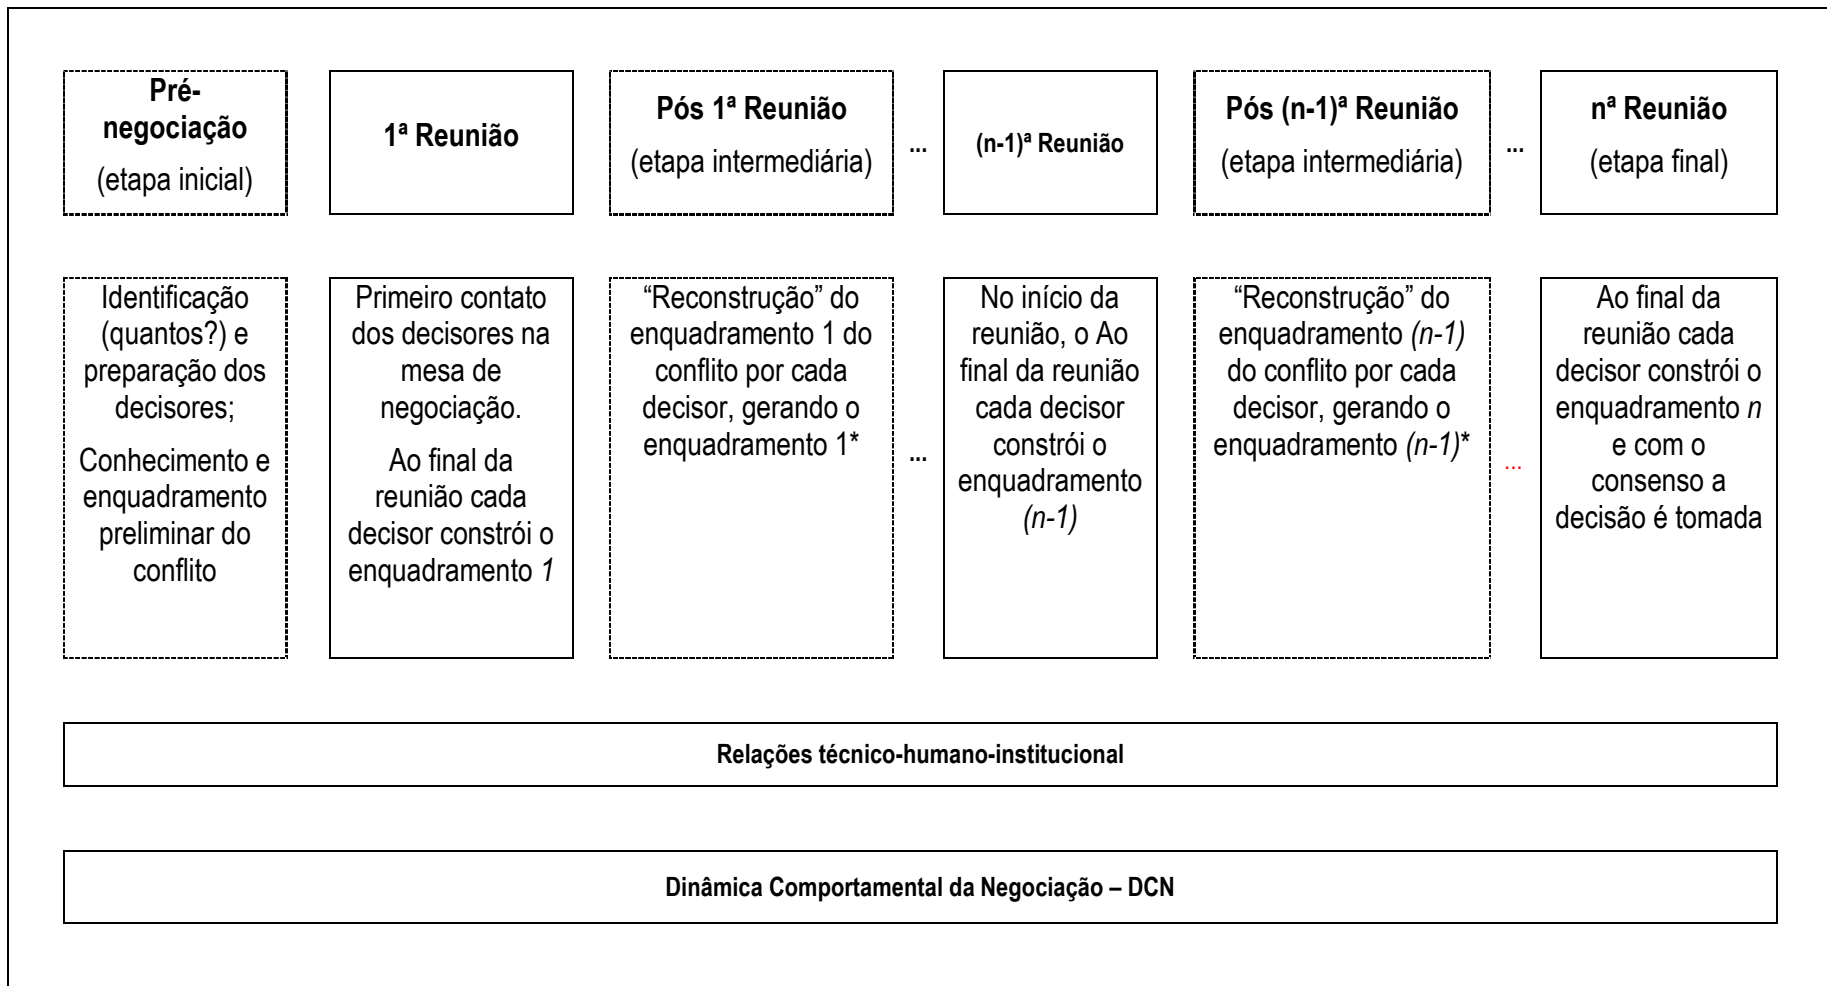 Pré-
negociação
(etapa inicial)
1ª Reunião
Pós 1ª Reunião
(etapa intermediária)
...
(n-1)ª Reunião
Pós (n-1)ª Reunião
(etapa intermediária)
...
nª Reunião
(etapa final)
Identificação
(quantos?) e
preparação dos
decisores;
Conhecimento e
enquadramento
preliminar do
conflito
Primeiro contato
dos decisores na
mesa de
negociação.
Ao final da
reunião cada
decisor constrói o
enquadramento 1
“Reconstrução” do
enquadramento 1 do
conflito por cada
decisor, gerando o
enquadramento 1*
...
No início da
reunião, o Ao
final da reunião
cada decisor
constrói o
enquadramento
(n-1)
“Reconstrução” do
enquadramento (n-1)
do conflito por cada
decisor, gerando o
enquadramento (n-1)*
...
Ao final da
reunião cada
decisor constrói o
enquadramento n
e com o
consenso a
decisão é tomada
Relações técnico-humano-institucional
Dinâmica Comportamental da Negociação – DCN